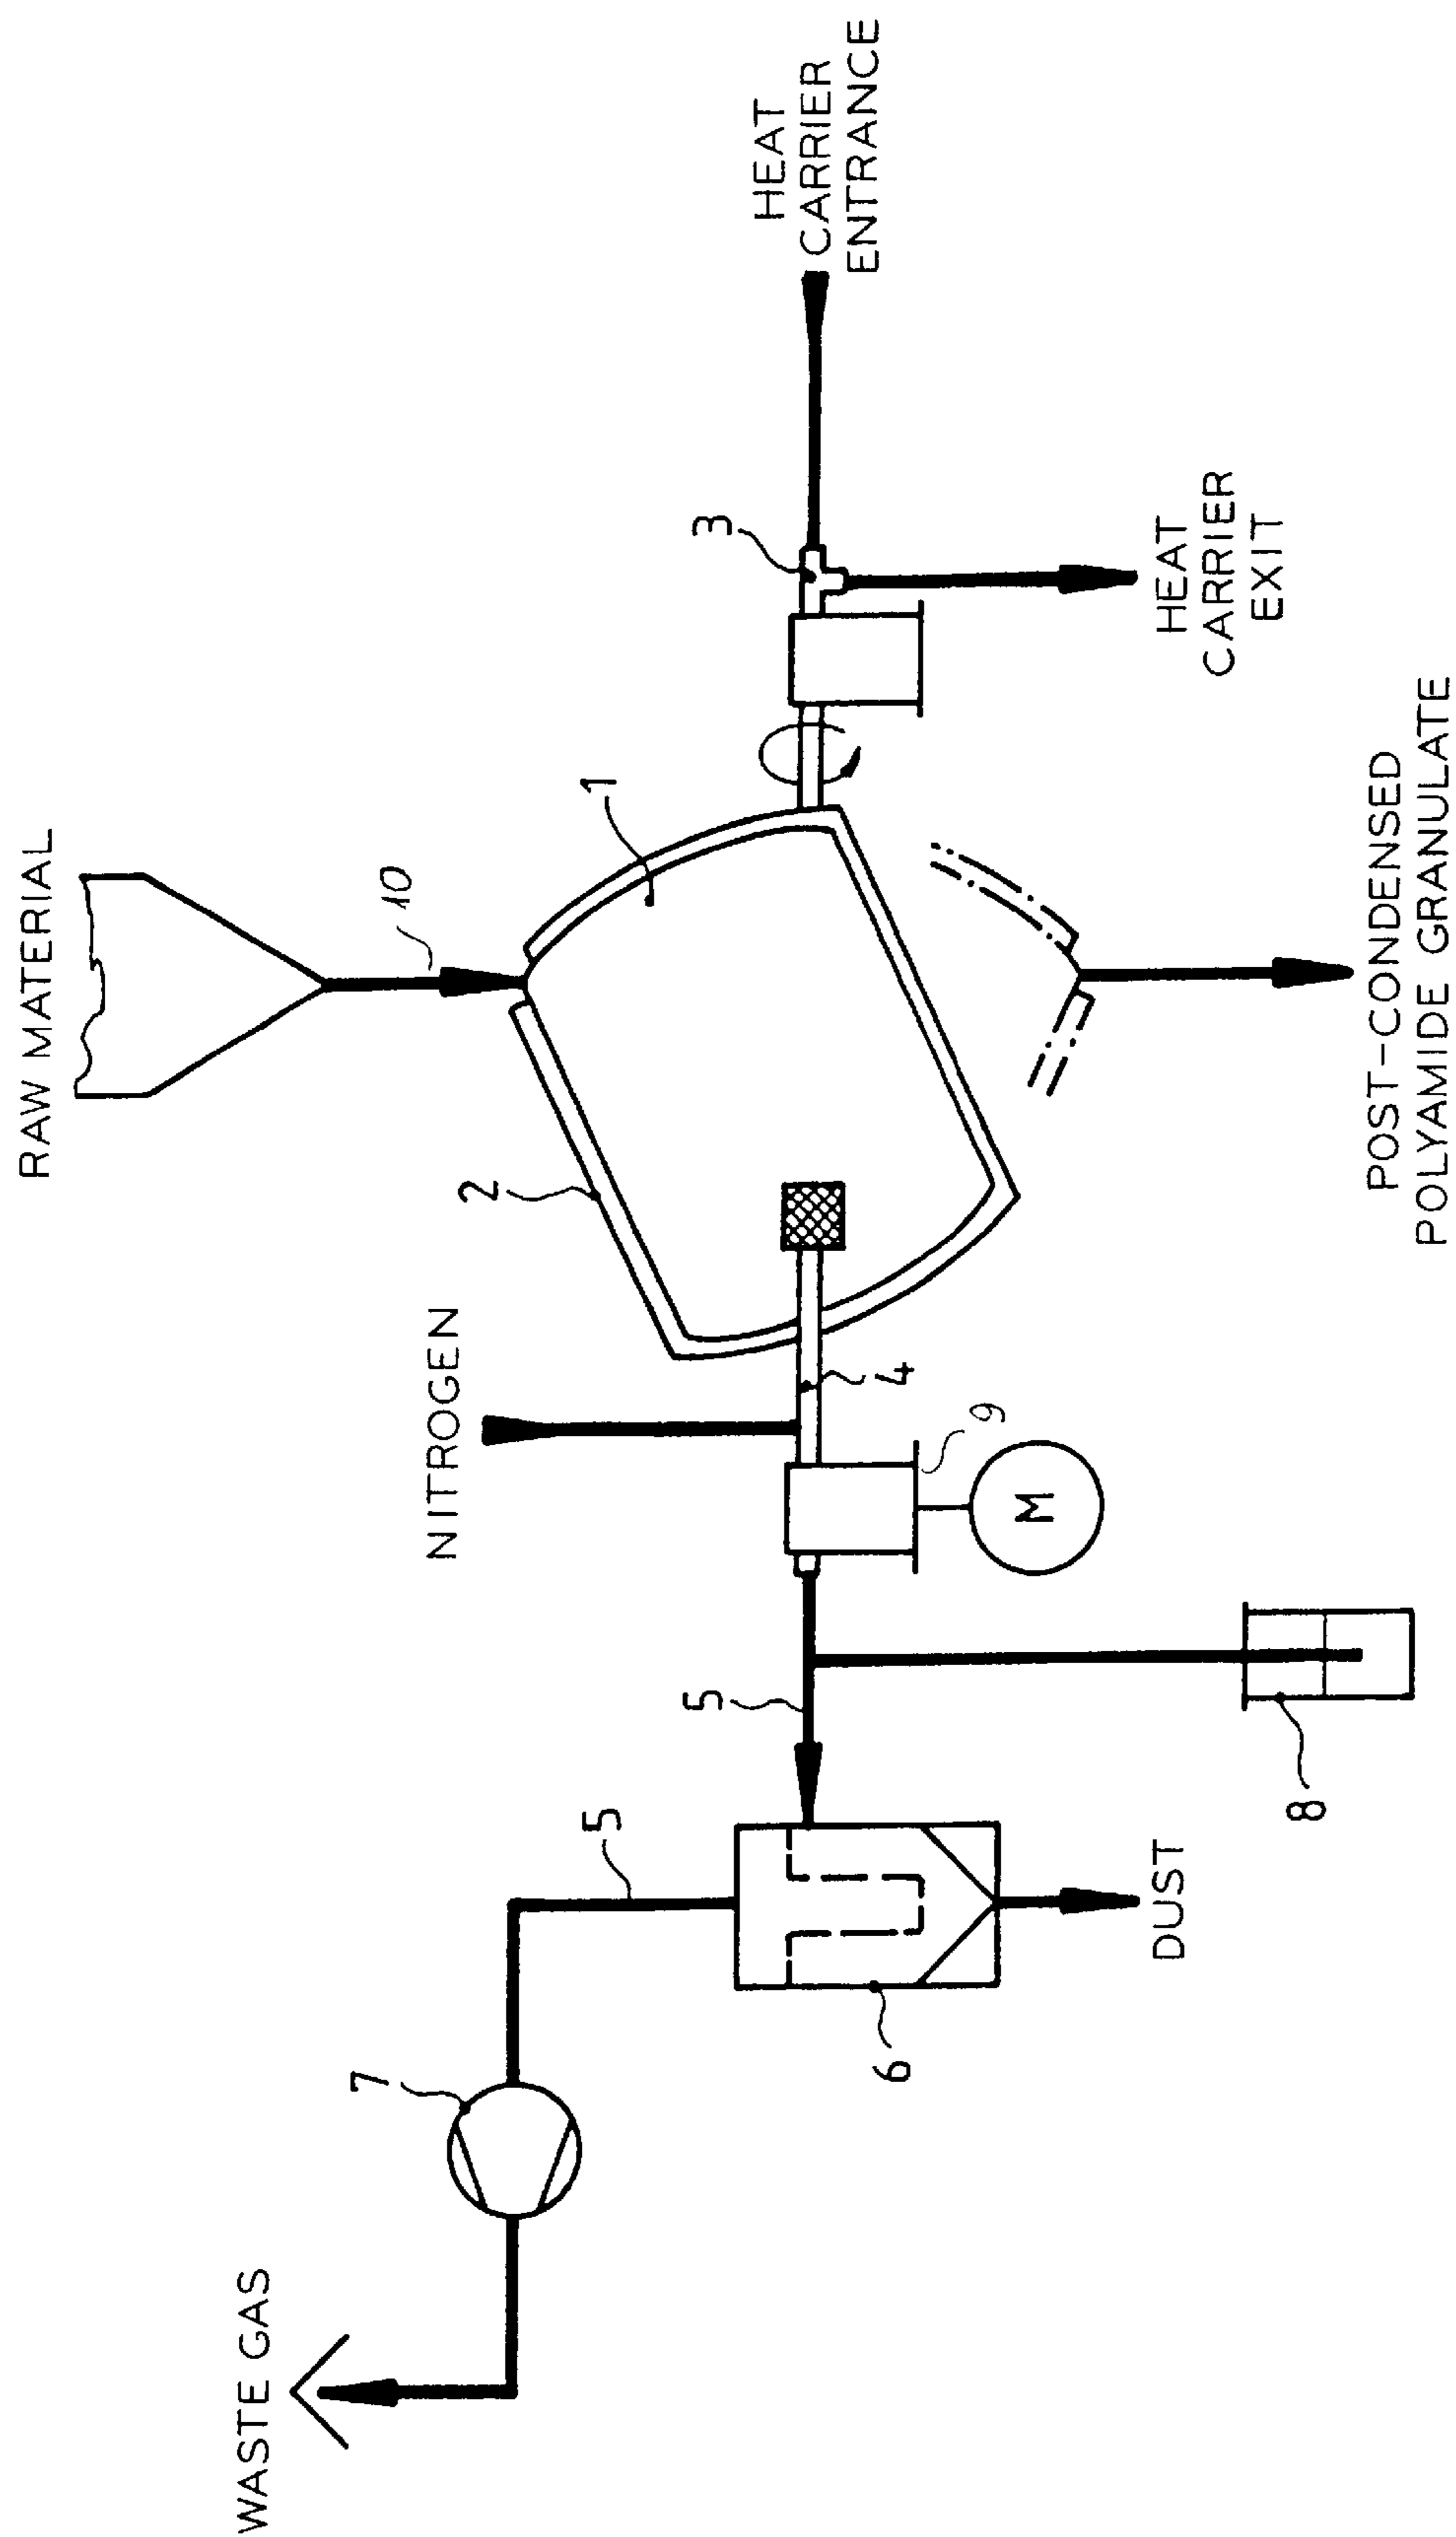 RAW MATERIAL
10
1
2
NITROGEN
4
9
M
3
HEAT
CARRIER
ENTRANCE
HEAT
CARRIER
EXIT
POST-CONDENSED
POLYAMIDE GRANULATE
5
5
8
6
DUST
7
WASTE GAS